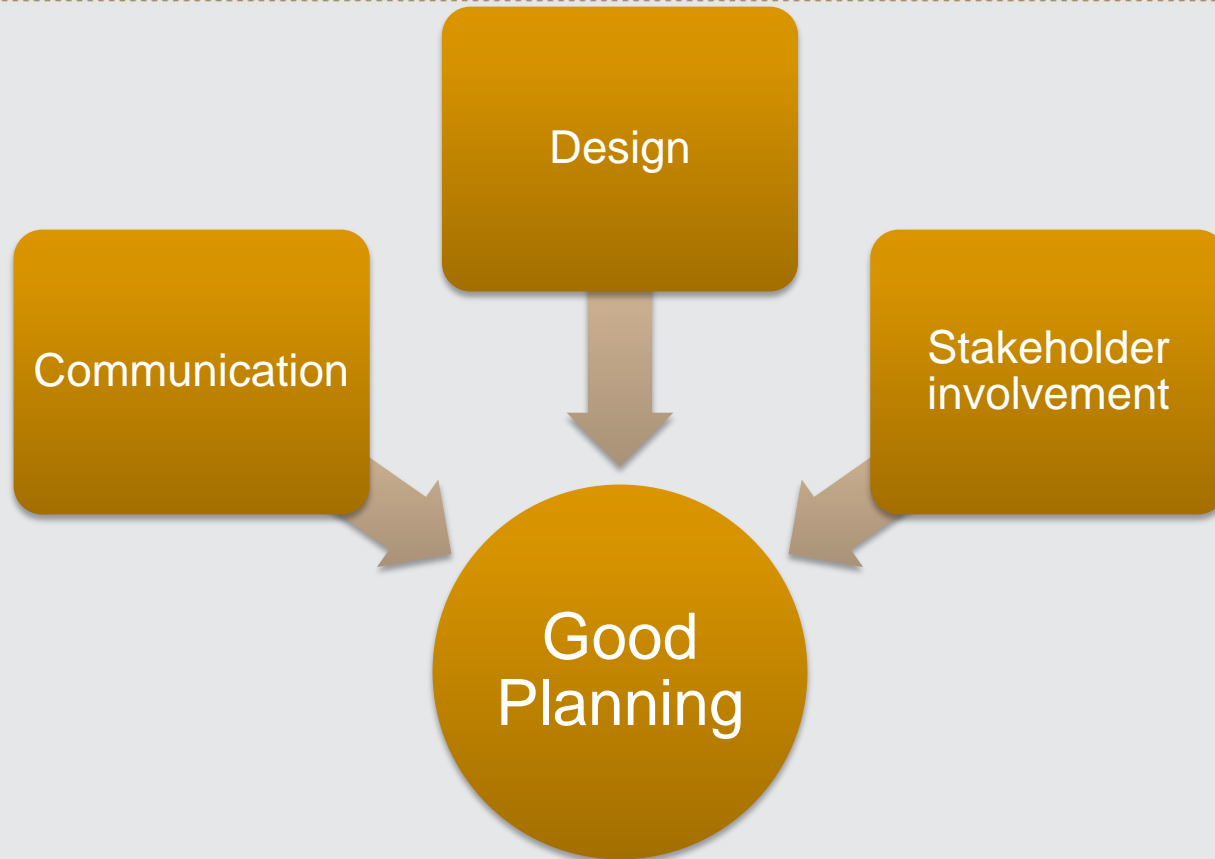 Design
Communication
Stakeholder
involvement
Good
Planning